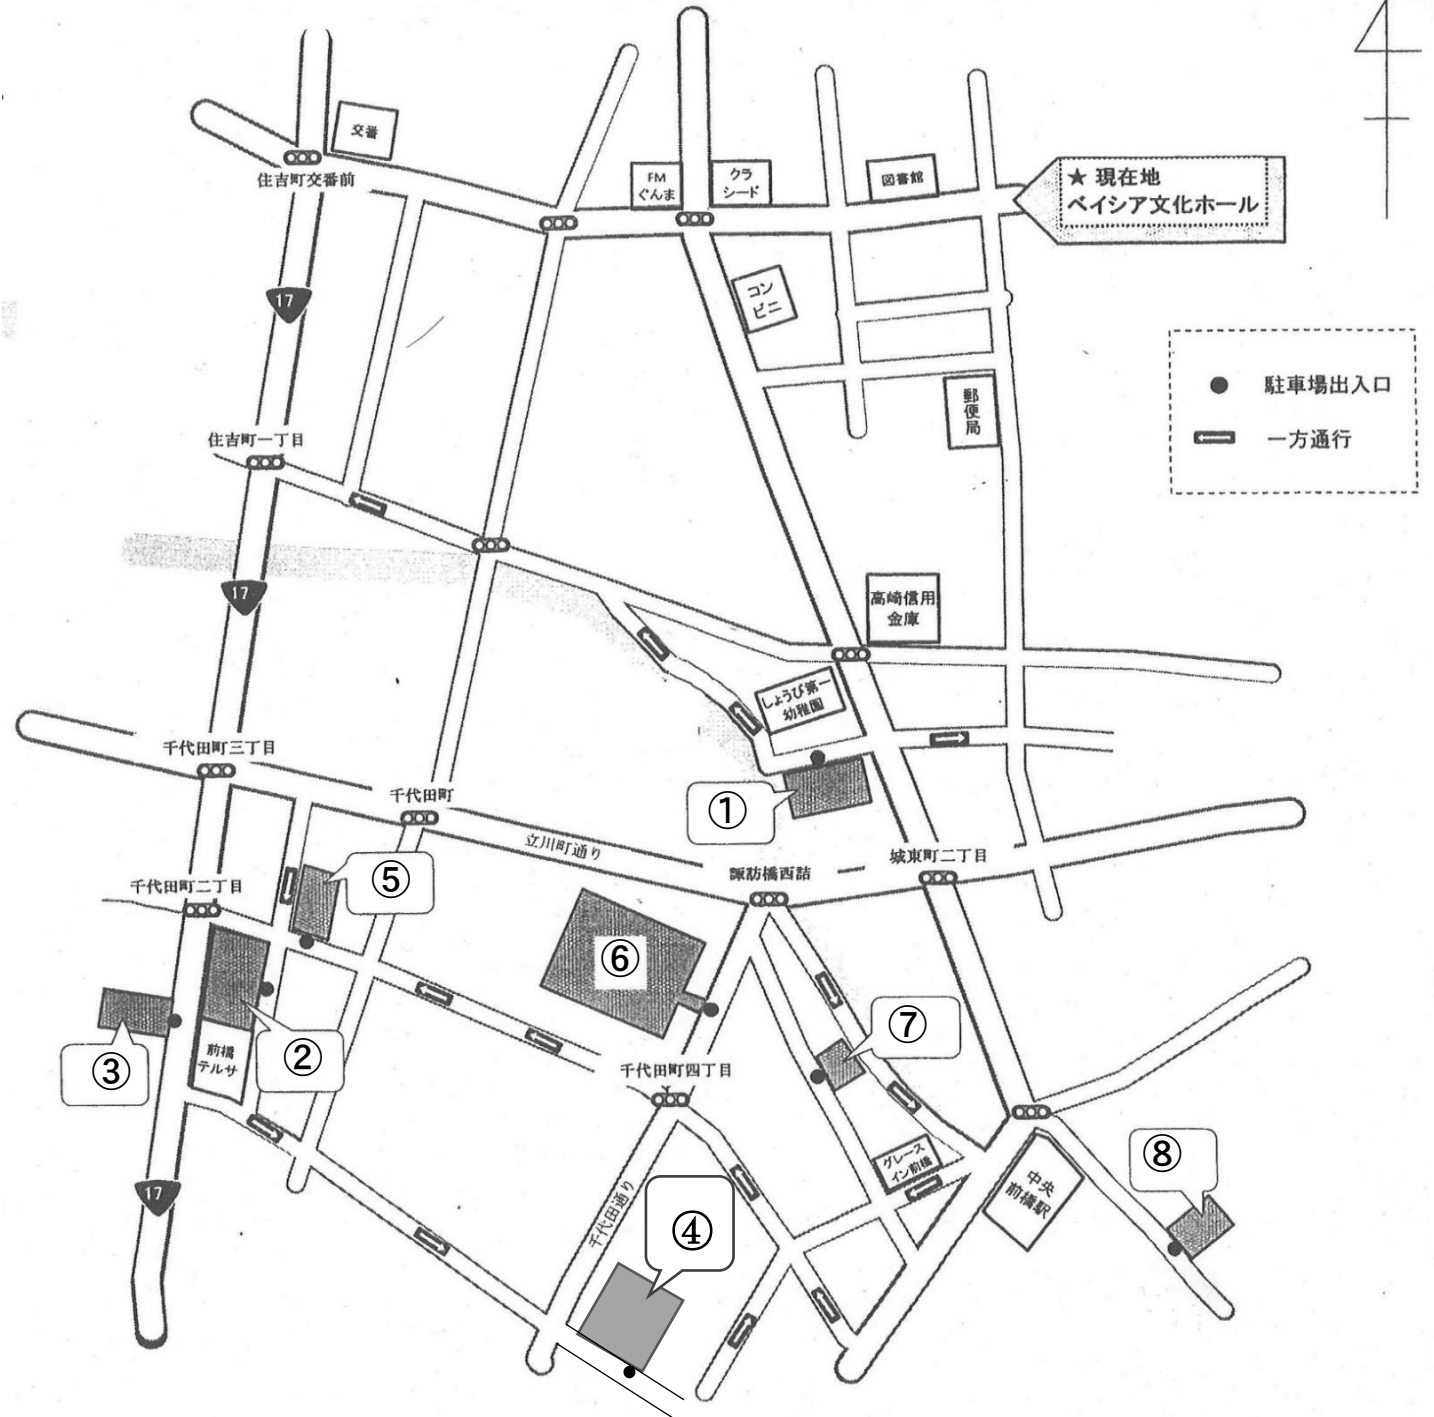 交番
住吉町交番前
FM
ぐんま
クラ
シード
図書館
★ 現在地
ベイシア文化ホール
17
コン
ビニ
郵便局
駐車場出入口
一方通行
住吉町一丁目
17
高崎信用
金庫
しょうび第一
幼稚園
千代田町三丁目
千代田町
①
立川町通り
諏訪橋西詰
城東町二丁目
千代田町二丁目
⑤
⑥
⑦
③
前橋
テルサ
②
千代田町四丁目
グレース
イン前橋
中央
前橋駅
⑧
17
千代田通り
④